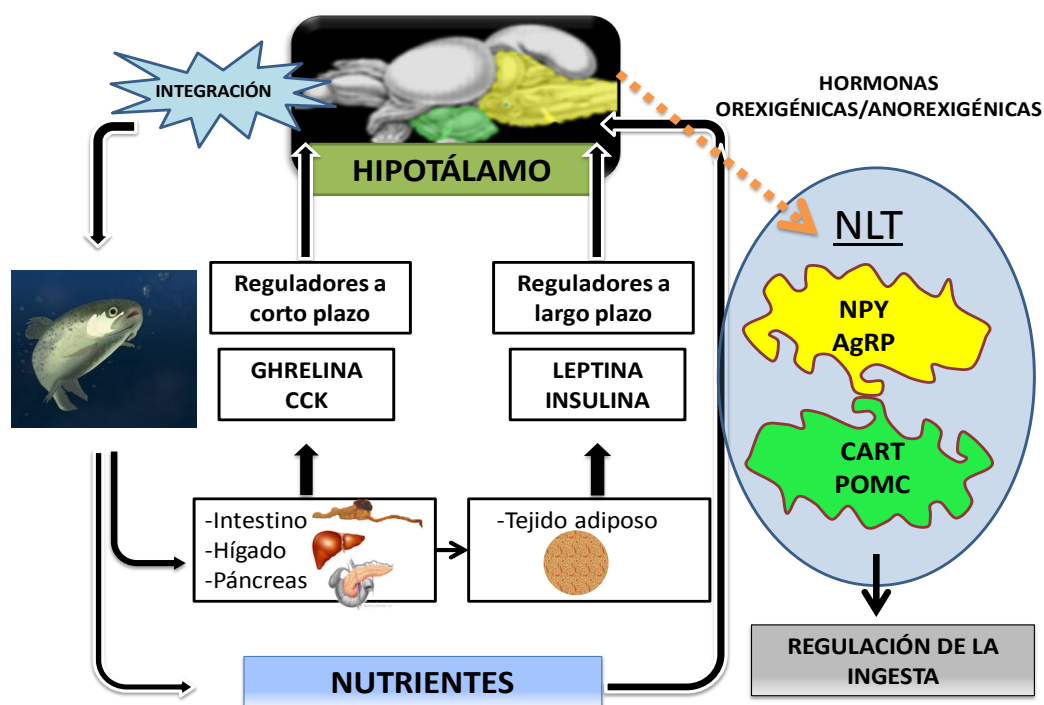 INTEGRACIÓN
HIPOTÁLAMO
HORMONAS
OREXIGÉNICAS/ANOREXIGÉNICAS
Reguladores a
corto plazo
Reguladores a
largo plazo
GHRELINA
CCK
LEPTINA
INSULINA
-Intestino
-Hígado
-Páncreas
-Tejido adiposo
NUTRIENTES
NLT
NPY
AgRP
CART
POMC
REGULACIÓN DE LA
INGESTA